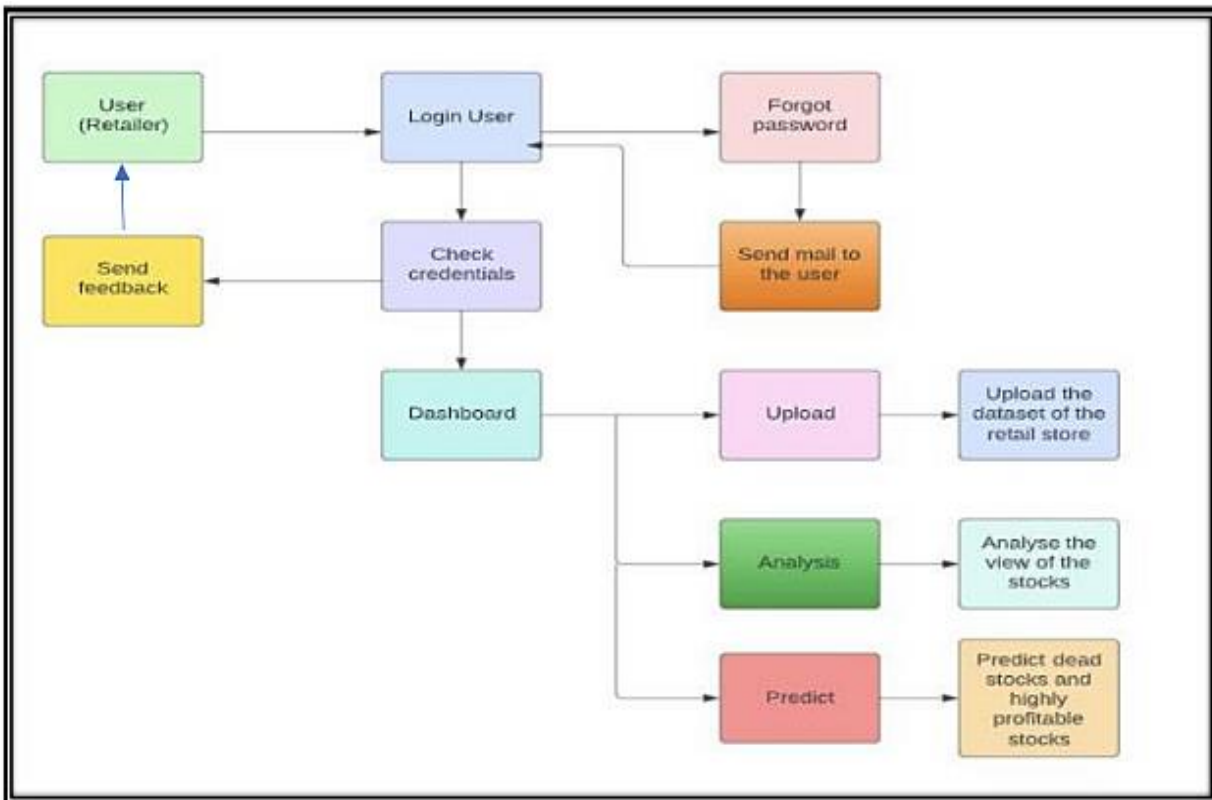 User
(Retailer)
Login User
Forgot
password
Send
feedback
Check
credentials
Send mail to
the user
Dashboard
Upload
Upload the
dataset of the
retail store
Analysis
Analyse the
view of the
stocks
Predict
Predict dead
stocks and
highly
profitable
stocks